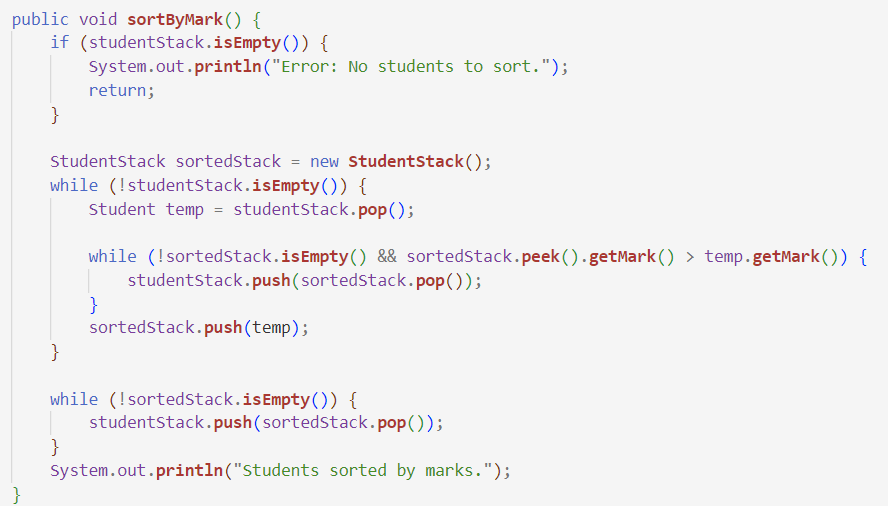 public void sortByMark() {
    if (studentStack.isEmpty()) {
        System.out.println("Error: No students to sort.");
        return;
    }

    StudentStack sortedStack = new StudentStack();
    while (!studentStack.isEmpty()) {
        Student temp = studentStack.pop();

        while (!sortedStack.isEmpty() && sortedStack.peek().getMark() > temp.getMark()) {
            studentStack.push(sortedStack.pop());
        }
        sortedStack.push(temp);
    }

    while (!sortedStack.isEmpty()) {
        studentStack.push(sortedStack.pop());
    }
    System.out.println("Students sorted by marks.");
}